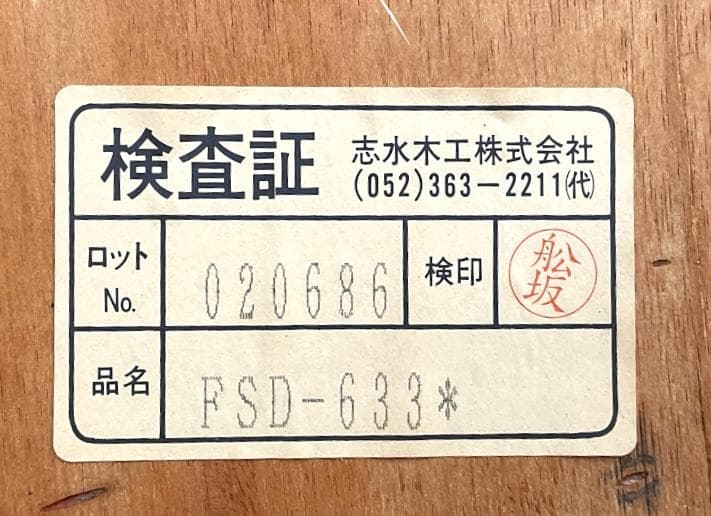 検査証
志水木工株式会社
(052)363-2211(代)
ロット
No.
020686
検印
舩坂
品名
FSD-633*